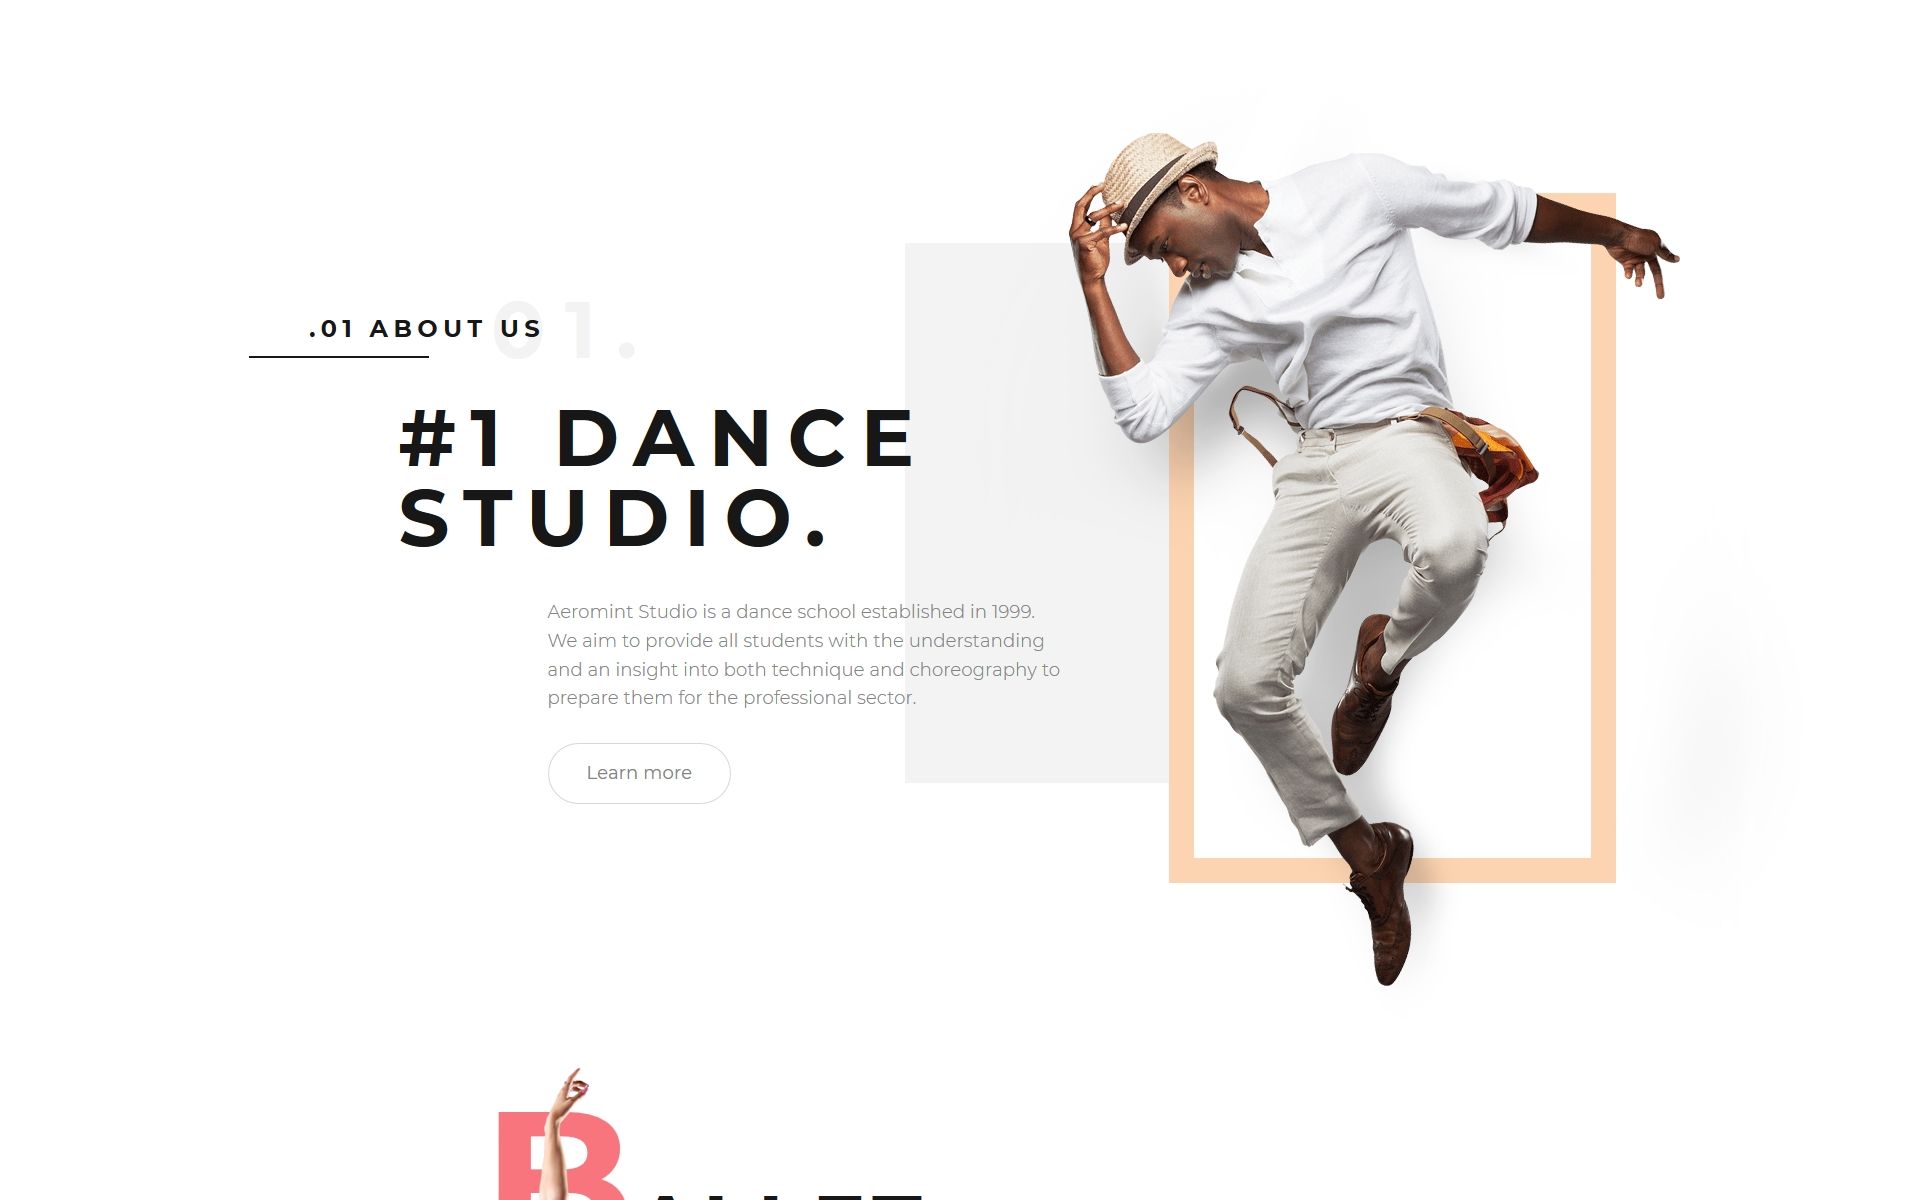 01.
.01 ABOUT US
#1 DANCE
STUDIO.
Aeromint Studio is a dance school established in 1999.
We aim to provide all students with the understanding
and an insight into both technique and choreography to
prepare them for the professional sector.
Learn more
BALLET